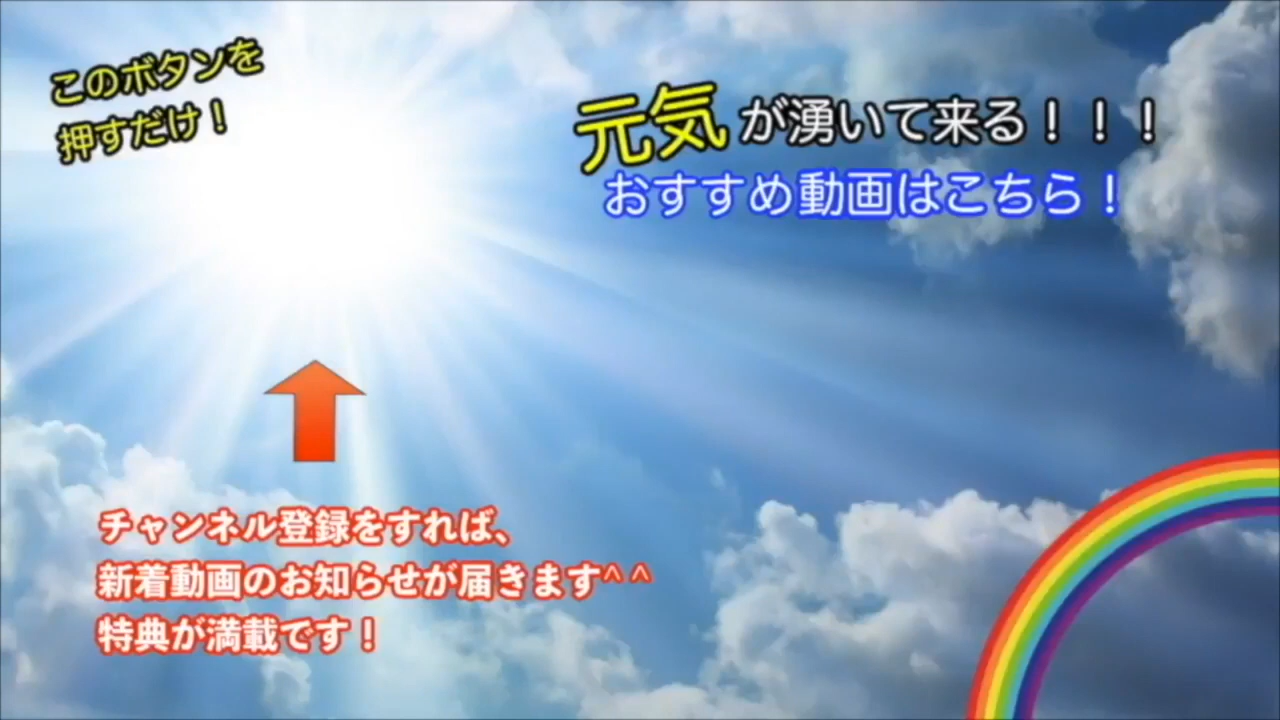 このボタンを
押すだけ！
元気が湧いて来る！！！
おすすめ動画はこちら！
チャンネル登録をすれば、
新着動画のお知らせが届きます^ ^
特典が満載です！